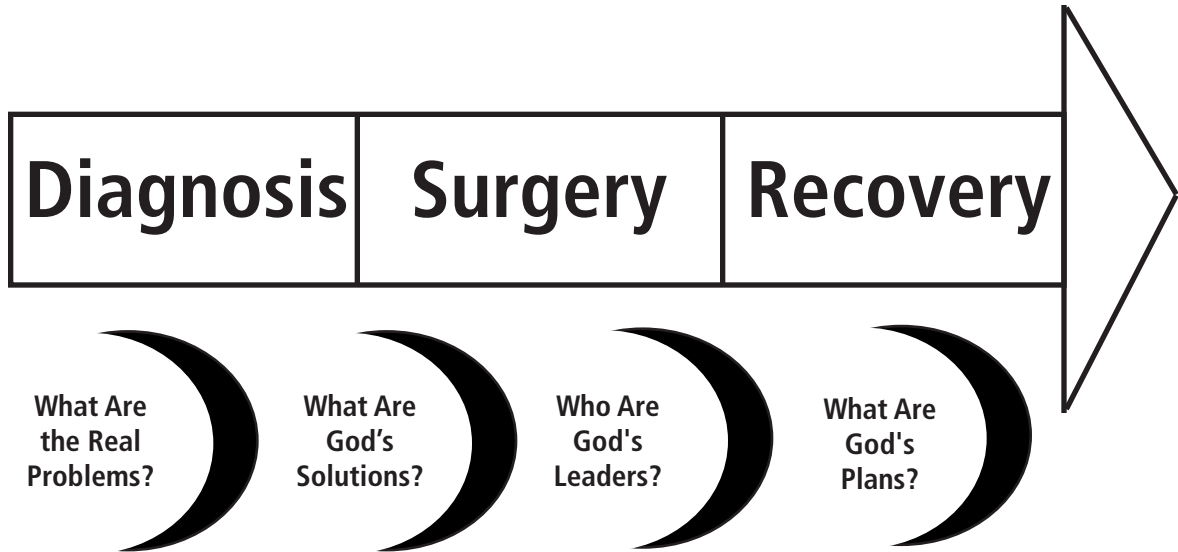 Diagnosis Surgery Recovery
What Are
the Real
Problems?
What Are
God’s
Solutions?
Who Are
God's
Leaders?
What Are
God's
Plans?